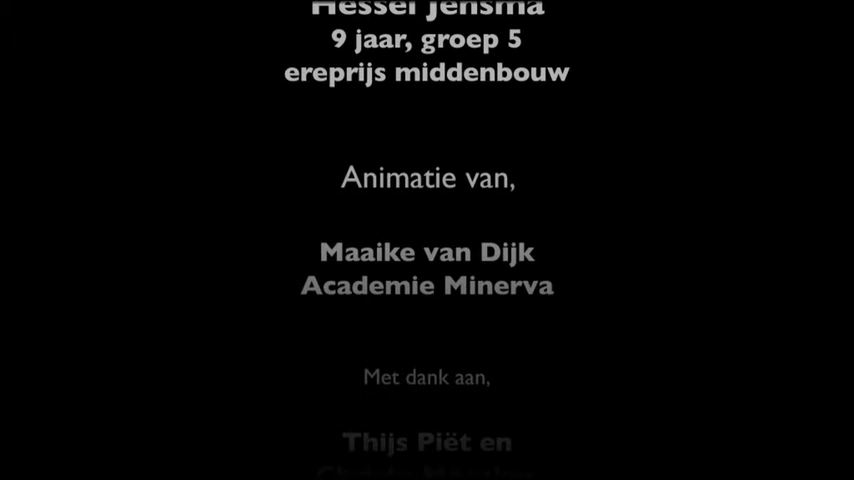 Hessel Jensma
9 jaar, groep 5
ereprijs middenbouw
Animatie van,
Maaike van Dijk
Academie Minerva
Met dank aan,
Thijs Piët en